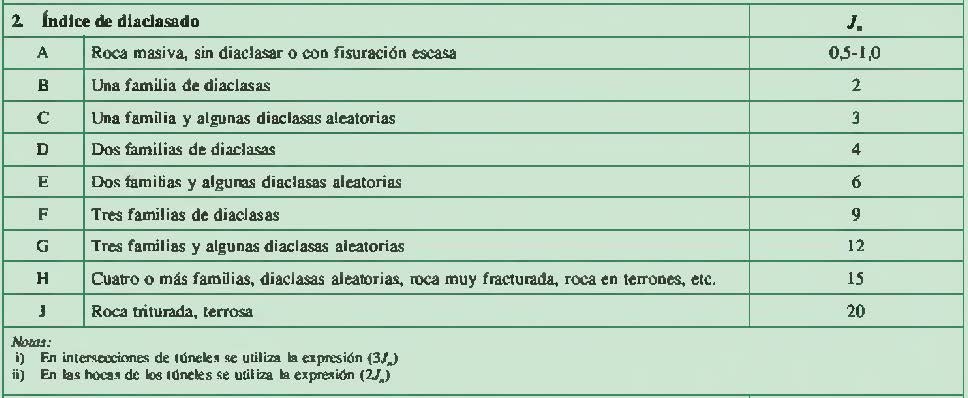 2. Índice de diaclasado Jn
A Roca masiva, sin diaclasar o con fisuración escasa 0,5-1,0
B Una familia de diaclasas 2
C Una familia y algunas diaclasas aleatorias 3
D Dos familias de diaclasas 4
E Dos familias y algunas diaclasas aleatorias 6
F Tres familias de diaclasas 9
G Tres familias y algunas diaclasas aleatorias 12
H Cuatro o más familias, diaclasas aleatorias, roca muy fracturada, roca en terrones, etc. 15
J Roca triturada, terrosa 20
Notas:
i) En intersecciones de túneles se utiliza la expresión (3Jn)
ii) En las bocas de los túneles se utiliza la expresión (2Jn)